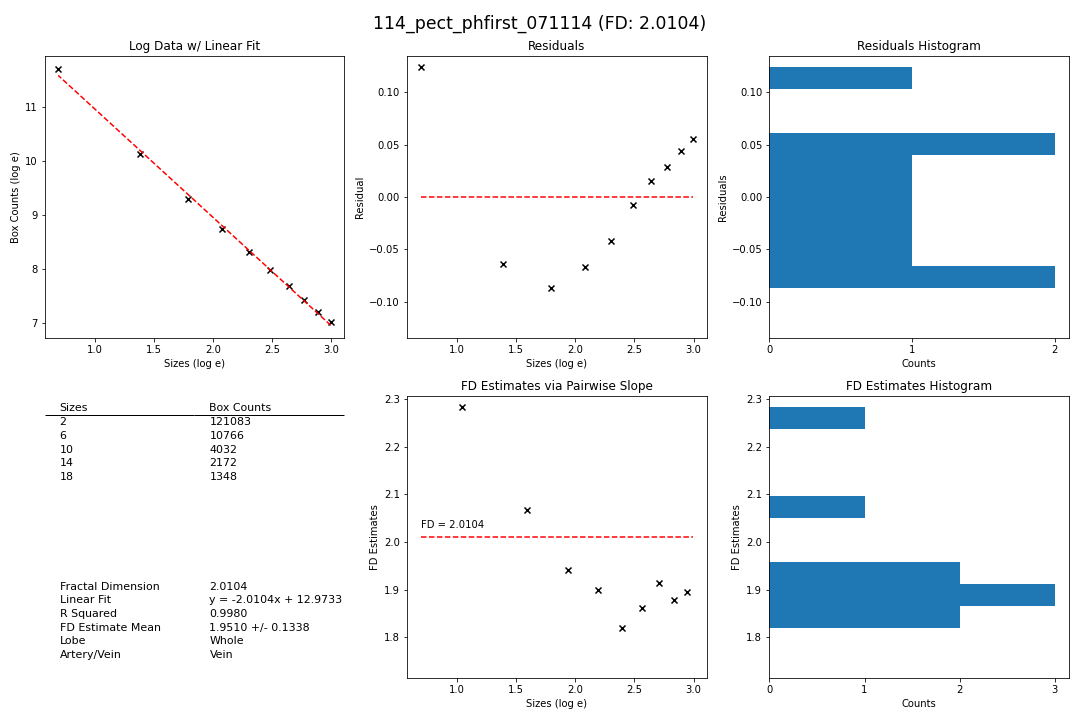 114_pect_phfirst_071114 (FD: 2.0104)
Log Data w/ Linear Fit
Box Counts (log e)
11
10
9
8
7
1.0 1.5 2.0 2.5 3.0
Sizes (log e)
Residuals
Residual
0.10
0.05
0.00
−0.05
−0.10
1.0 1.5 2.0 2.5 3.0
Sizes (log e)
Residuals Histogram
Residuals
0.10
0.05
0.00
−0.05
−0.10
0 1 2
Counts
Sizes Box Counts
2 121083
6 10766
10 4032
14 2172
18 1348
Fractal Dimension 2.0104
Linear Fit y = -2.0104x + 12.9733
R Squared 0.9980
FD Estimate Mean 1.9510 +/- 0.1338
Lobe Whole
Artery/Vein Vein
FD Estimates via Pairwise Slope
FD Estimates
2.3
2.2
2.1
2.0
1.9
1.8
FD = 2.0104
1.0 1.5 2.0 2.5 3.0
Sizes (log e)
FD Estimates Histogram
FD Estimates
2.3
2.2
2.1
2.0
1.9
1.8
0 1 2 3
Counts